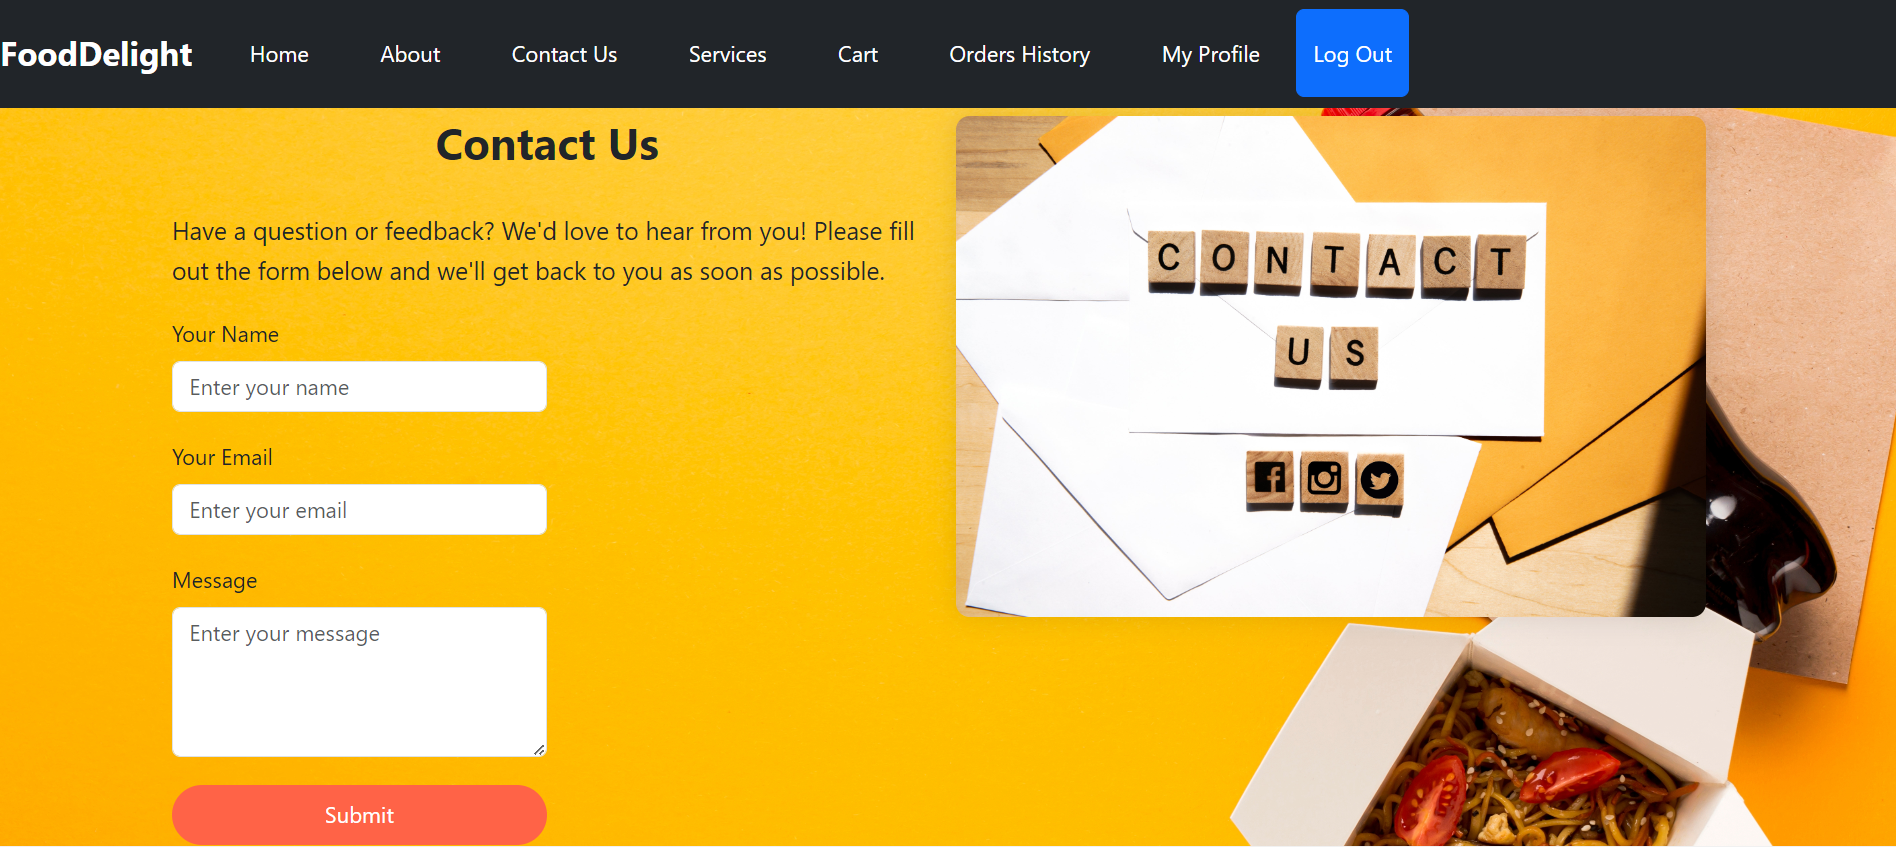 FoodDelight Home About Contact Us Services Cart Orders History My Profile Log Out
Contact Us
Have a question or feedback? We'd love to hear from you! Please fill
out the form below and we'll get back to you as soon as possible.
Your Name
Enter your name
Your Email
Enter your email
Message
Enter your message
Submit
CONTACT
US